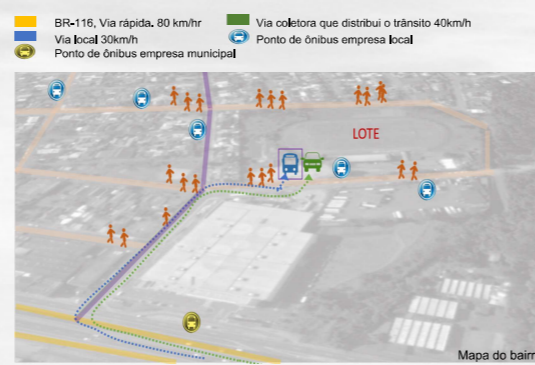 BR-116, Via rápida. 80 km/hr
Via coletora que distribui o trânsito 40km/h
Via local 30km/h
Ponto de ônibus empresa local
Ponto de ônibus empresa municipal
LOTE
Mapa do bairr